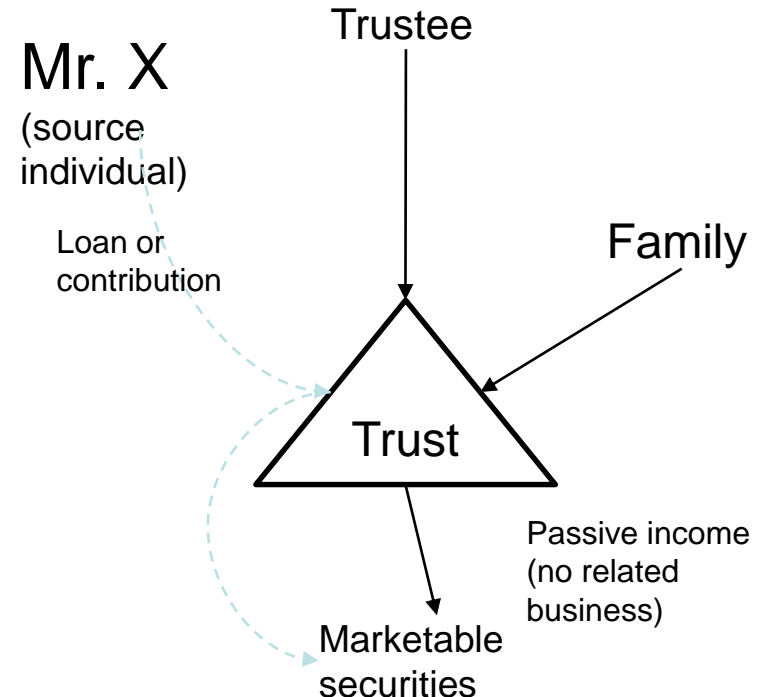 Trustee
Mr. X
(source
individual)
Loan or
contribution
Family
Trust
Passive income
(no related
business)
Marketable
securities